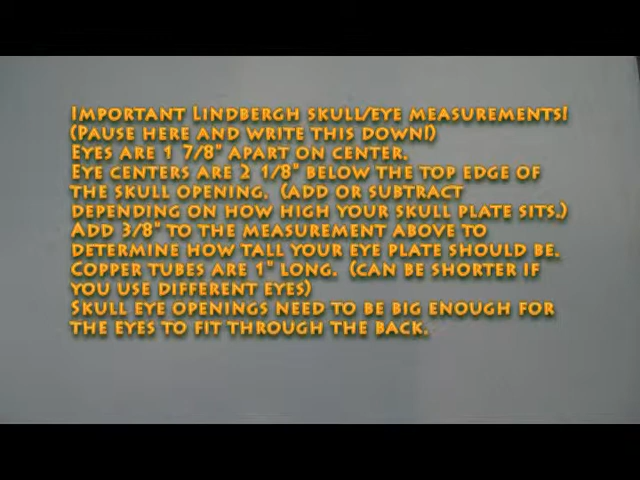 Important Lindbergh skull/eye measurements!
(Pause here and write this down!)
Eyes are 1 7/8" apart on center.
Eye centers are 2 1/8" below the top edge of
the skull opening. (add or subtract
depending on how high your skull plate sits.)
Add 3/8" to the measurement above to
determine how tall your eye plate should be.
Copper tubes are 1" long. (can be shorter if
you use different eyes)
Skull eye openings need to be big enough for
the eyes to fit through the back.